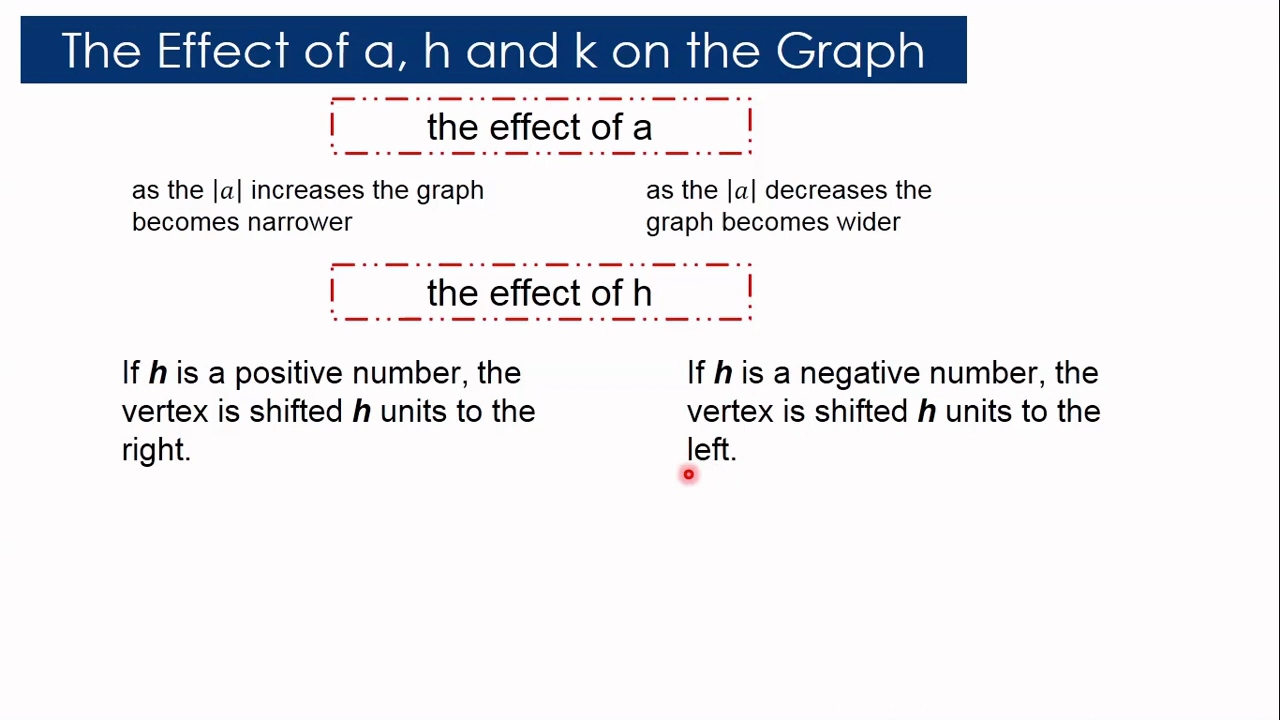 The Effect of a, h and k on the Graph
the effect of a
as the |a| increases the graph
becomes narrower
as the |a| decreases the
graph becomes wider
the effect of h
If h is a positive number, the
vertex is shifted h units to the
right.
If h is a negative number, the
vertex is shifted h units to the
left.